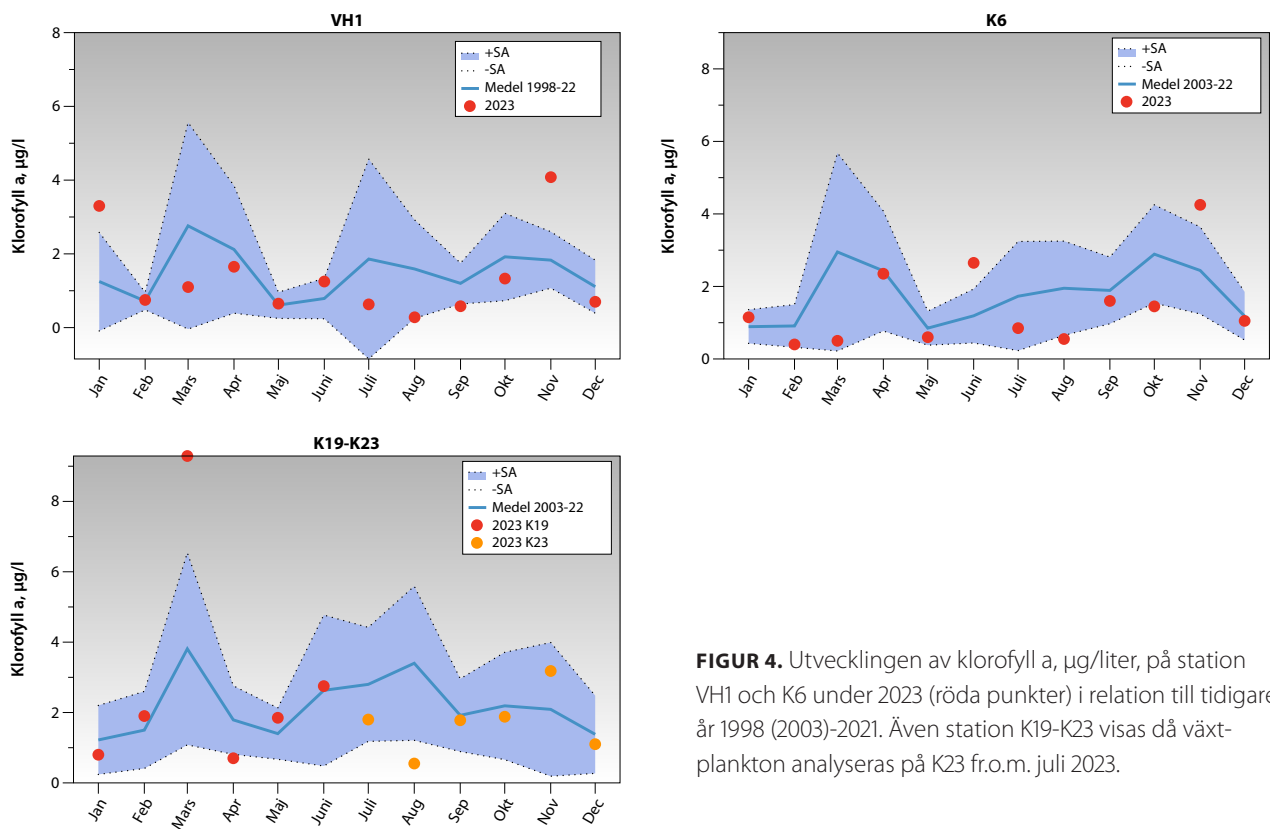 VH1
8
6
4
2
0
Klorofyll a, µg/l
+SA
-SA
Medel 1998-22
2023
Jan Feb Mars Apr Maj Juni Juli Aug Sep Okt Nov Dec
K6
8
6
4
2
0
Klorofyll a, µg/l
+SA
-SA
Medel 2003-22
2023
Jan Feb Mars Apr Maj Juni Juli Aug Sep Okt Nov Dec
K19-K23
8
6
4
2
0
Klorofyll a, µg/l
+SA
-SA
Medel 2003-22
2023 K19
2023 K23
Jan Feb Mars Apr Maj Juni Juli Aug Sep Okt Nov Dec
FIGUR 4. Utvecklingen av klorofyll a, µg/liter, på station
VH1 och K6 under 2023 (röda punkter) i relation till tidigare
år 1998 (2003)-2021. Även station K19-K23 visas då växt-
plankton analyseras på K23 fr.o.m. juli 2023.